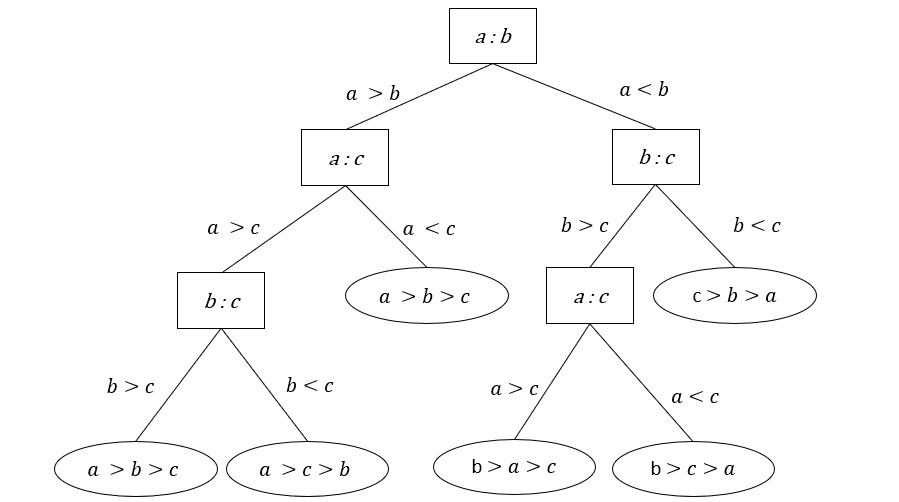 a : b
a > b
a < b
a : c
b : c
a > c
a < c
b > c
b < c
b : c
a > b > c
a : c
c > b > a
b > c
b < c
a > c
a < c
a > b > c
a > c > b
b > a > c
b > c > a